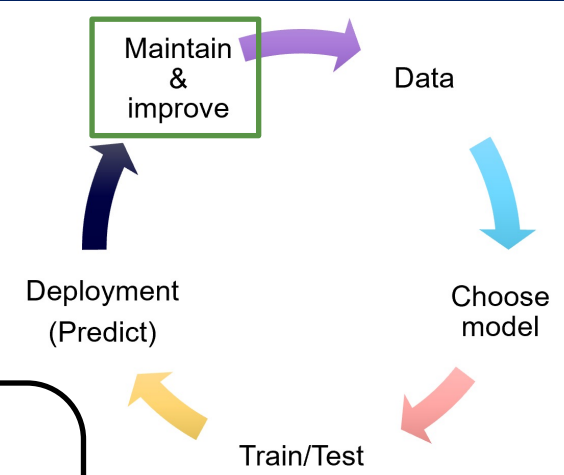 Maintain
&
improve
Data
Choose
model
Train/Test
Deployment
(Predict)